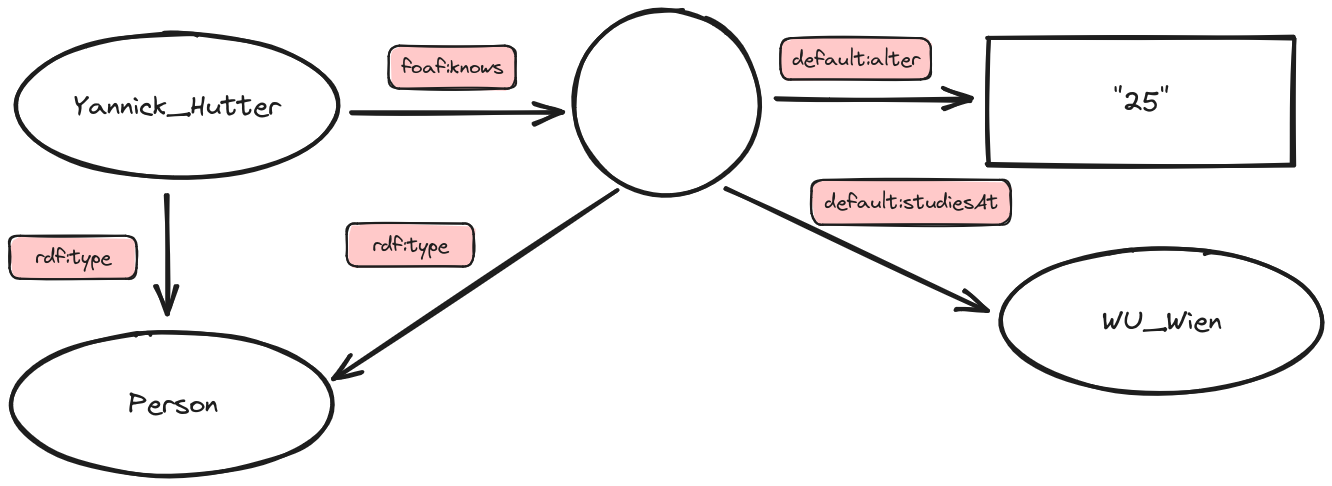 foaf:knows
default:alter
Yannick_Hutter
"25"
default:studiesAt
rdf:type
rdf:type
WU_Wien
Person